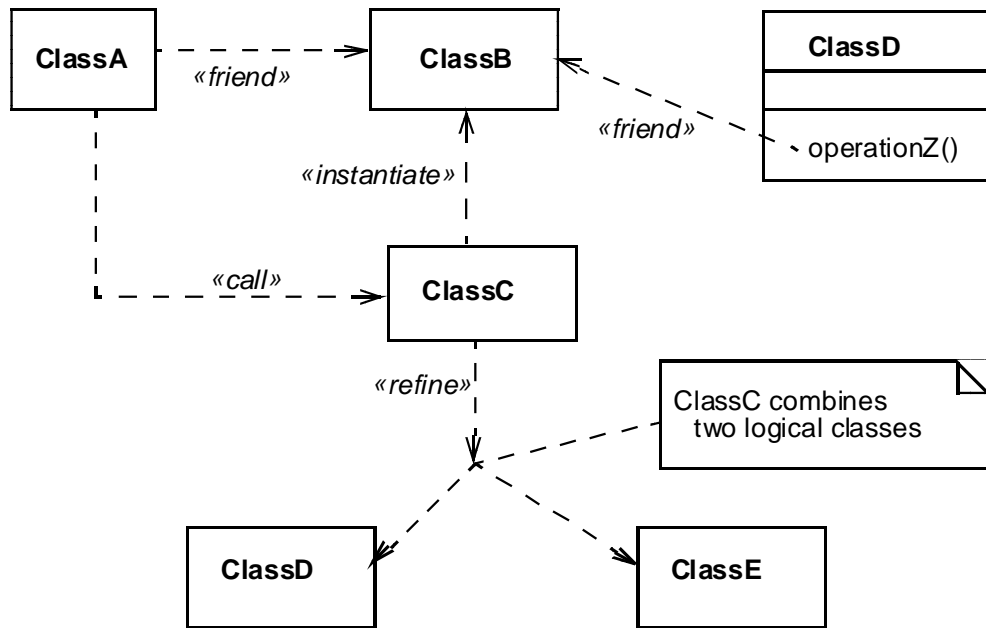 ClassA
«friend»
ClassB
ClassD
«friend»
operationZ()
«instantiate»
«call»
ClassC
«refine»
ClassC combines
two logical classes
ClassD
ClassE